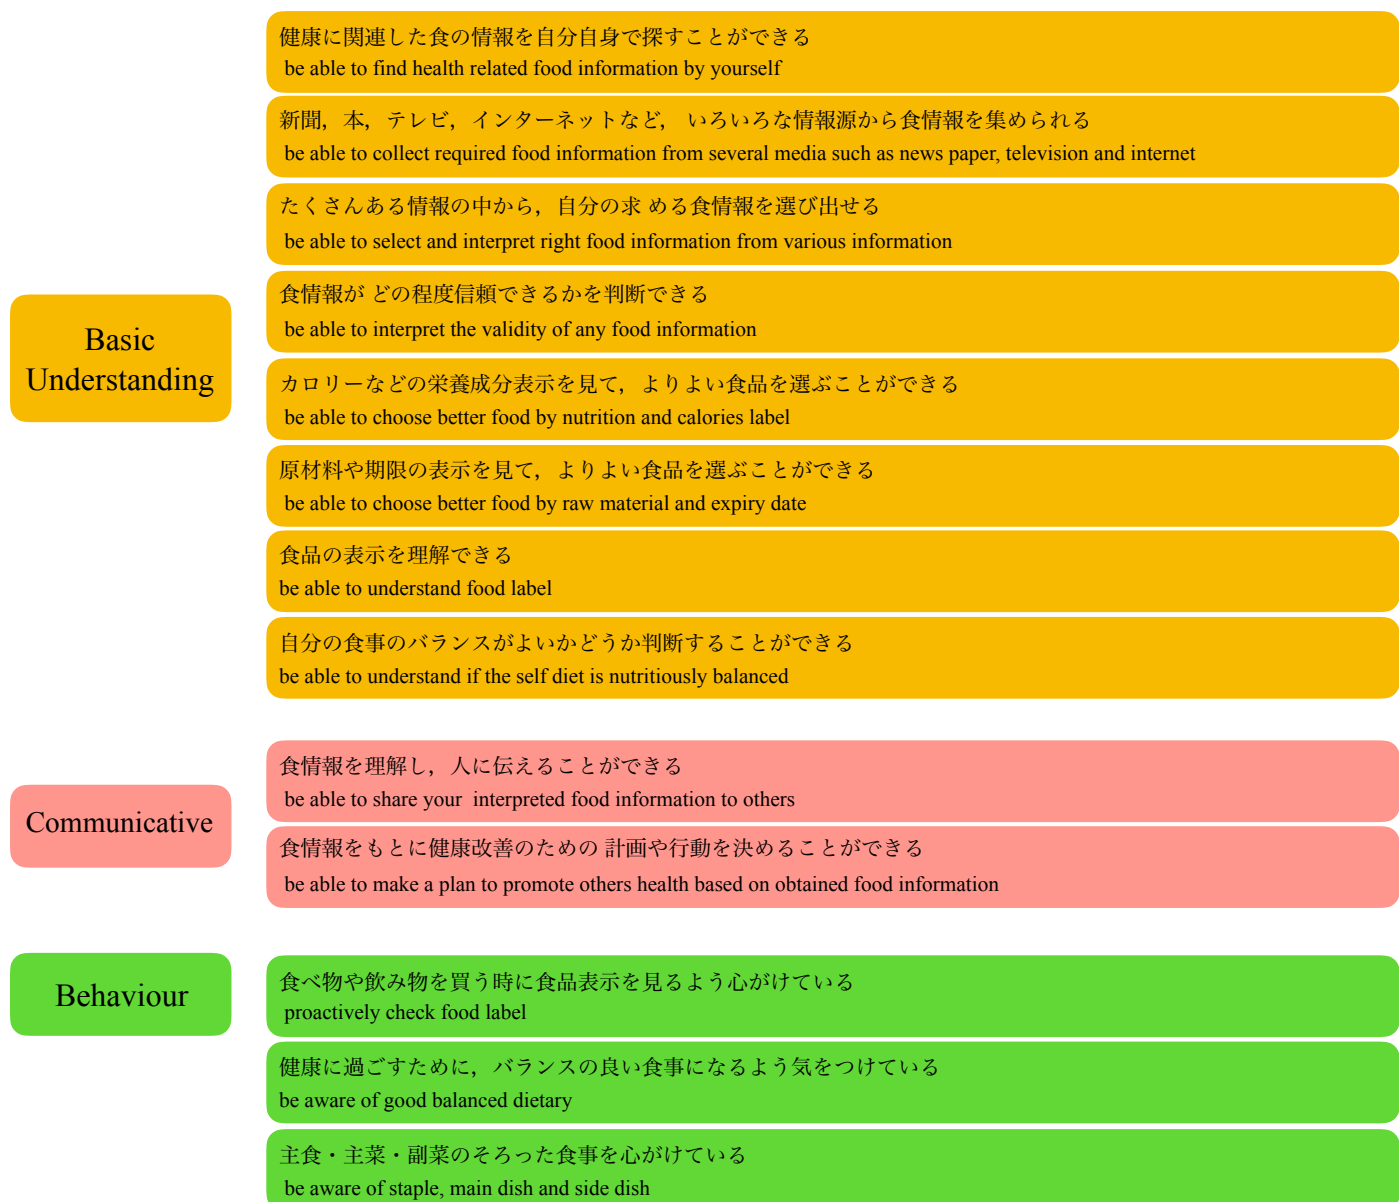 健康に関連した食の情報を自分自身で探すことができる
be able to find health related food information by yourself
新聞，本，テレビ，インターネットなど， いろいろな情報源から食情報を集められる
be able to collect required food information from several media such as news paper, television and internet
たくさんある情報の中から，自分の求 める食情報を選び出せる
be able to select and interpret right food information from various information
食情報が どの程度信頼できるかを判断できる
be able to interpret the validity of any food information
Basic
Understanding
カロリーなどの栄養成分表示を見て，よりよい食品を選ぶことができる
be able to choose better food by nutrition and calories label
原材料や期限の表示を見て，よりよい食品を選ぶことができる
be able to choose better food by raw material and expiry date
食品の表示を理解できる
be able to understand food label
自分の食事のバランスがよいかどうか判断することができる
be able to understand if the self diet is nutritiously balanced
Communicative
食情報を理解し，人に伝えることができる
be able to share your  interpreted food information to others
食情報をもとに健康改善のための 計画や行動を決めることができる
be able to make a plan to promote others health based on obtained food information
Behaviour
食べ物や飲み物を買う時に食品表示を見るよう心がけている
proactively check food label
健康に過ごすために，バランスの良い食事になるよう気をつけている
be aware of good balanced dietary
主食・主菜・副菜のそろった食事を心がけている
be aware of staple, main dish and side dish